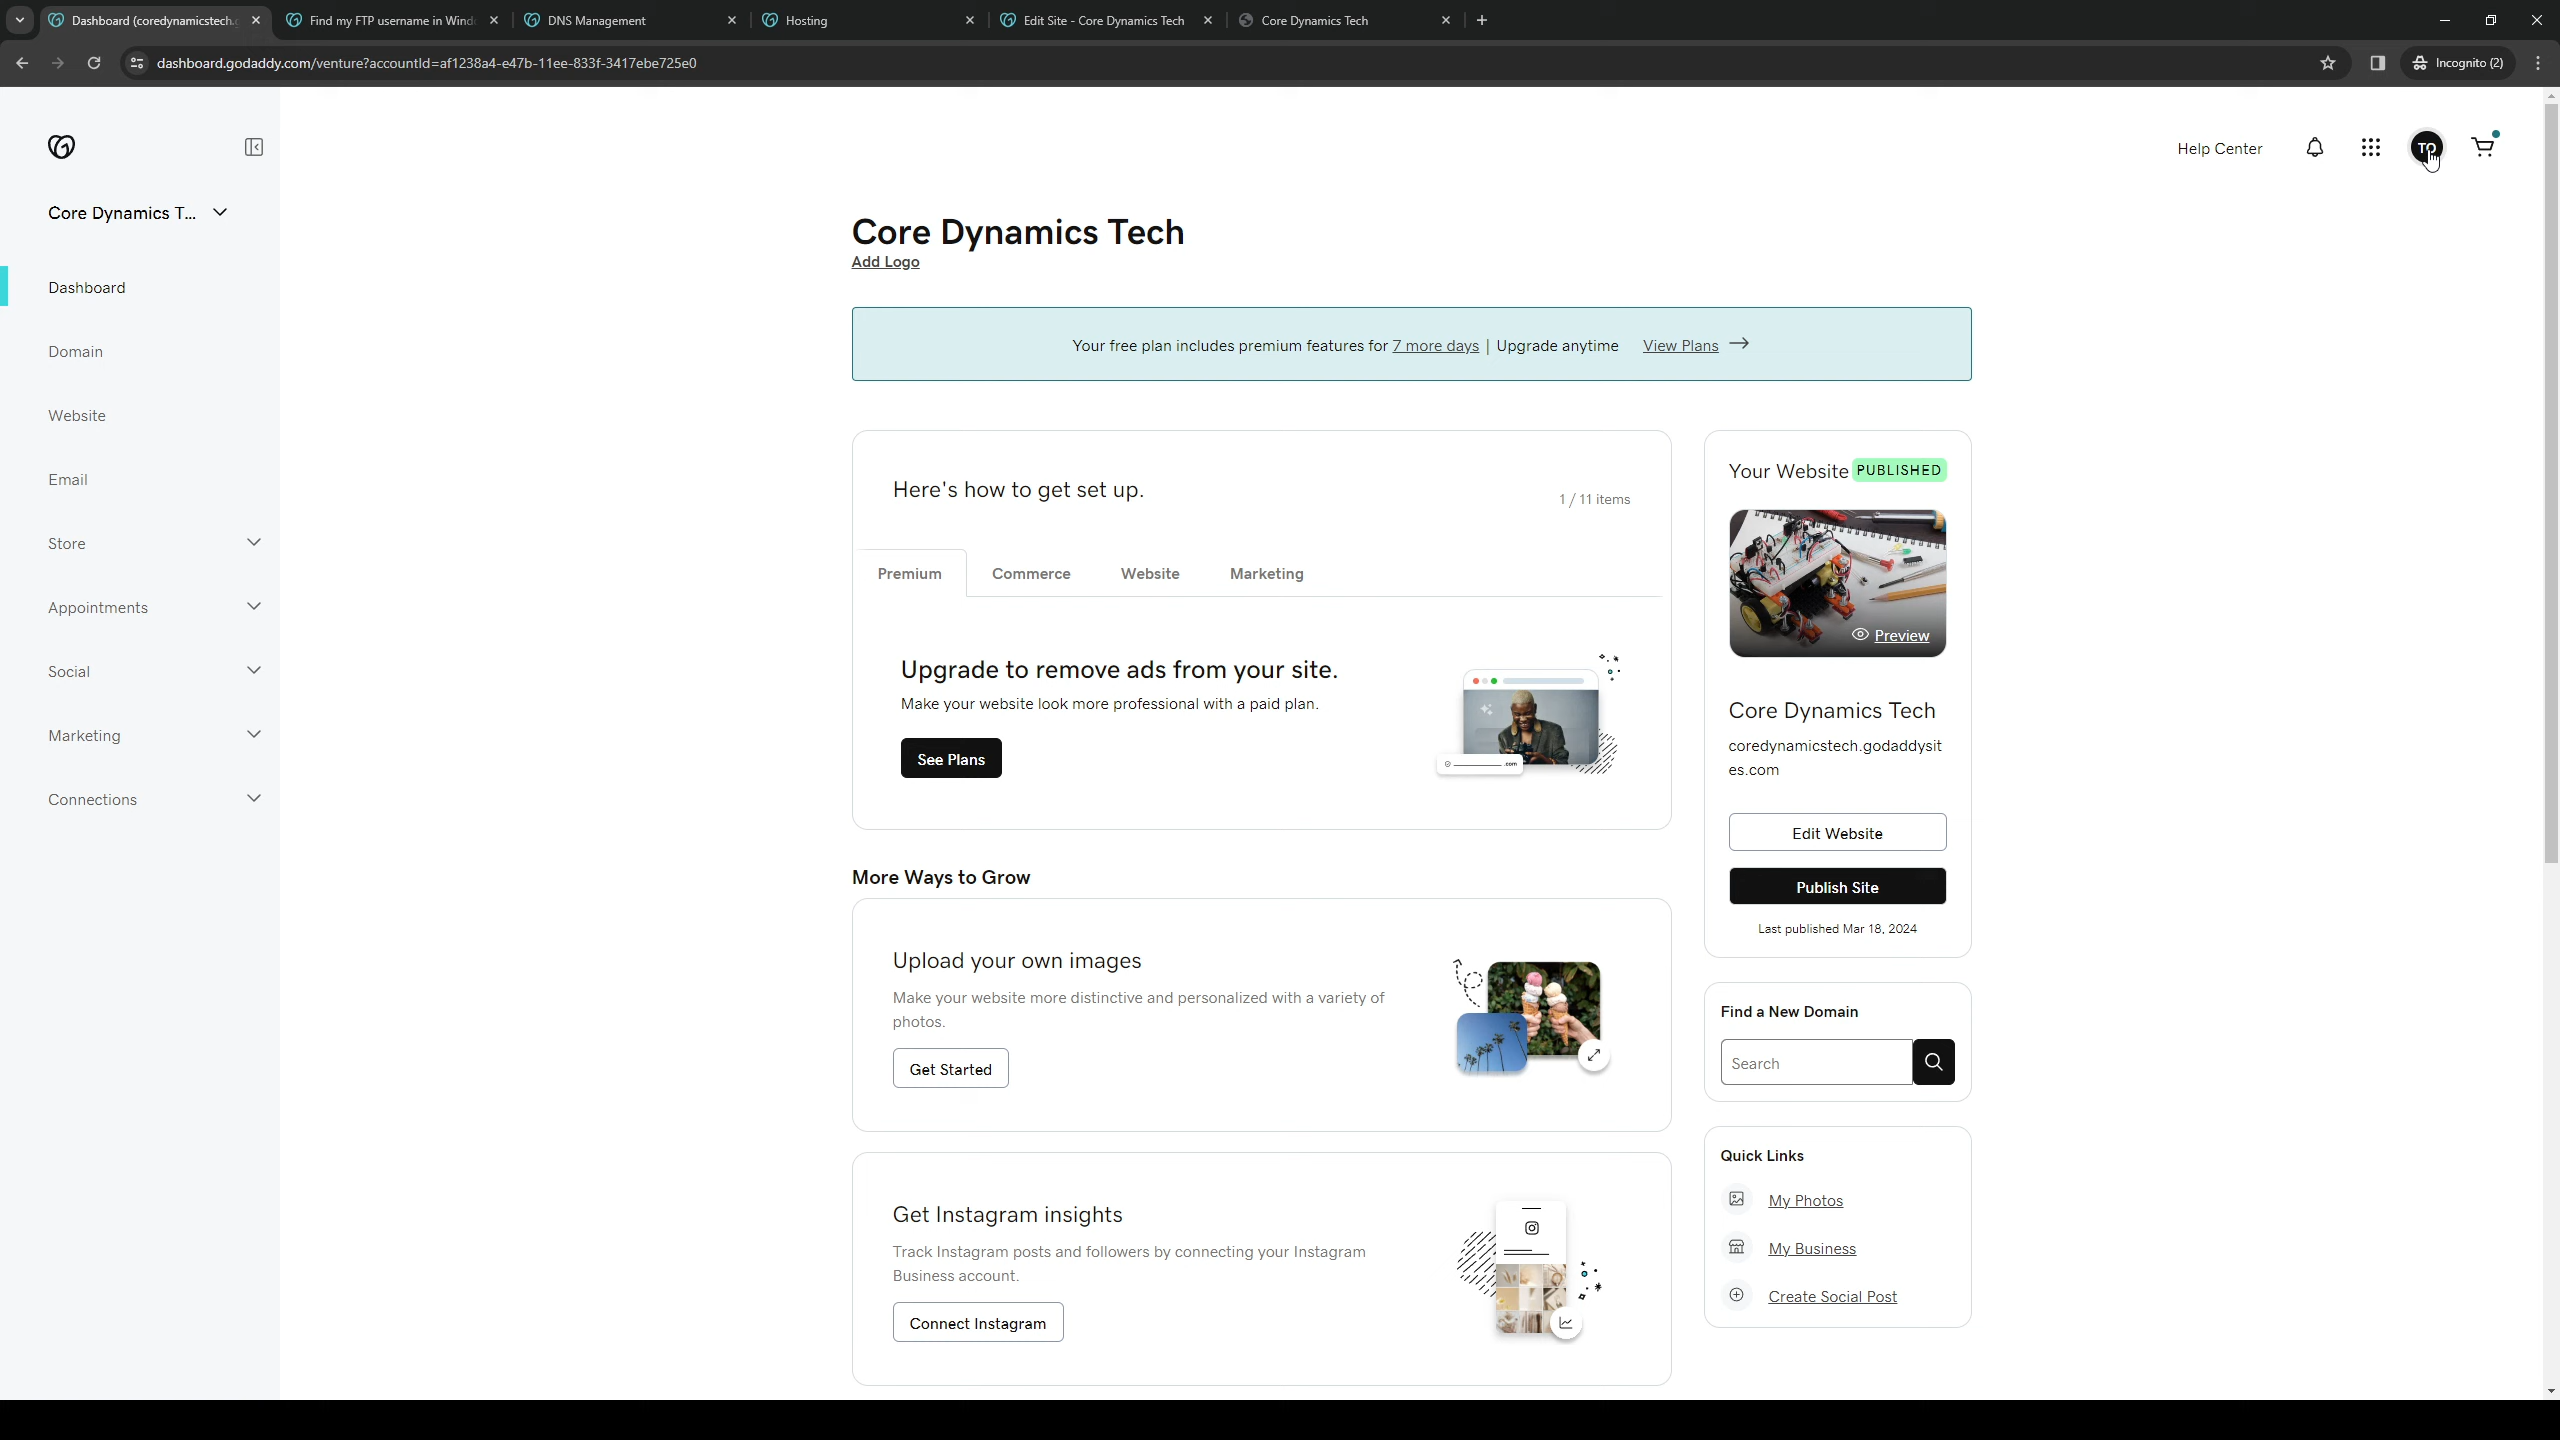 Dashboard (coredynamicstech.g
Find my FTP username in Wind
DNS Management
Hosting
Edit Site - Core Dynamics Tech
Core Dynamics Tech
dashboard.godaddy.com/venture?accountId=af1238a4-e47b-11ee-833f-3417ebe725e0
Incognito (2)
Help Center
TO
Core Dynamics T...
Dashboard
Domain
Website
Email
Store
Appointments
Social
Marketing
Connections
Core Dynamics Tech
Add Logo
Your free plan includes premium features for 7 more days | Upgrade anytime View Plans →
Here's how to get set up.
1 / 11 items
Premium
Commerce
Website
Marketing
Upgrade to remove ads from your site.
Make your website look more professional with a paid plan.
See Plans
.com
More Ways to Grow
Upload your own images
Make your website more distinctive and personalized with a variety of
photos.
Get Started
Get Instagram insights
Track Instagram posts and followers by connecting your Instagram
Business account.
Connect Instagram
Your Website PUBLISHED
Preview
Core Dynamics Tech
coredynamicstech.godaddysit
es.com
Edit Website
Publish Site
Last published Mar 18, 2024
Find a New Domain
Search
Quick Links
My Photos
My Business
Create Social Post